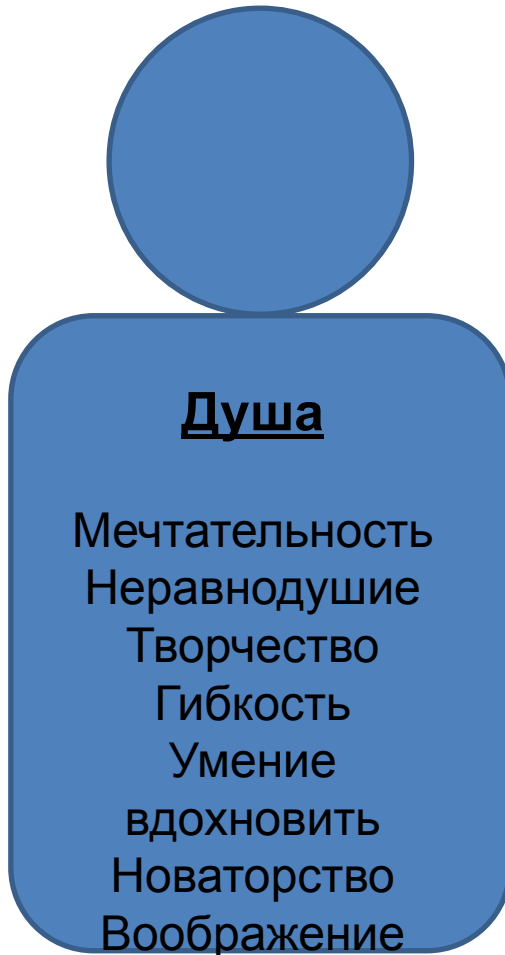 Душа
Мечтательность
Неравнодушие
Творчество
Гибкость
Умение
вдохновить
Новаторство
Воображение